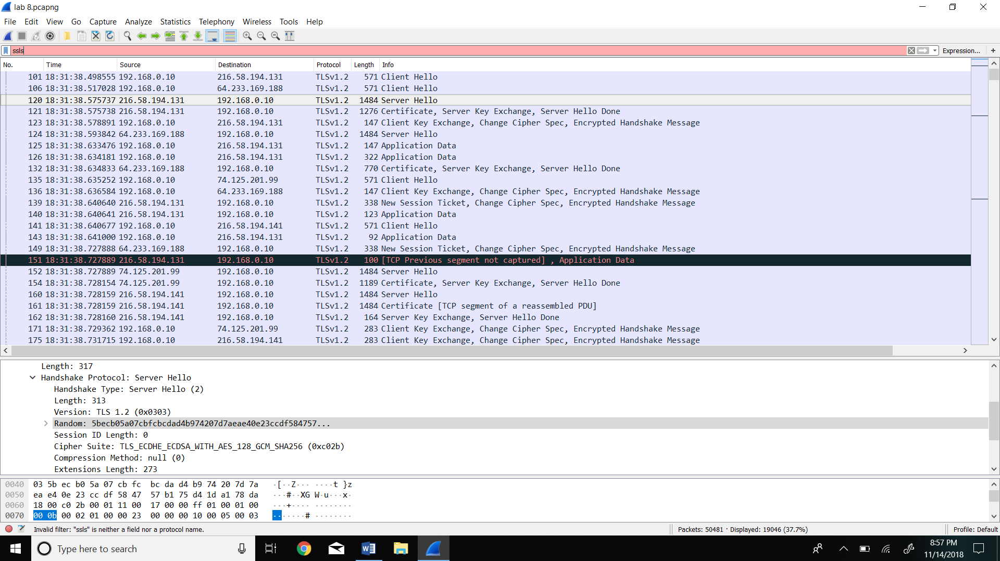 lab 8.pcapng
File Edit View Go Capture Analyze Statistics Telephony Wireless Tools Help
ssls Expression... +
No. Time Source Destination Protocol Length Info
101 18:31:38.498555 192.168.0.10 216.58.194.131 TLSv1.2 571 Client Hello
106 18:31:38.517028 192.168.0.10 64.233.169.188 TLSv1.2 571 Client Hello
120 18:31:38.575737 216.58.194.131 192.168.0.10 TLSv1.2 1484 Server Hello
121 18:31:38.575738 216.58.194.131 192.168.0.10 TLSv1.2 1276 Certificate, Server Key Exchange, Server Hello Done
123 18:31:38.578891 192.168.0.10 216.58.194.131 TLSv1.2 147 Client Key Exchange, Change Cipher Spec, Encrypted Handshake Message
124 18:31:38.593842 64.233.169.188 192.168.0.10 TLSv1.2 1484 Server Hello
125 18:31:38.633476 192.168.0.10 216.58.194.131 TLSv1.2 147 Application Data
126 18:31:38.634181 192.168.0.10 216.58.194.131 TLSv1.2 322 Application Data
132 18:31:38.634833 64.233.169.188 192.168.0.10 TLSv1.2 770 Certificate, Server Key Exchange, Server Hello Done
135 18:31:38.635252 192.168.0.10 74.125.201.99 TLSv1.2 571 Client Hello
136 18:31:38.636584 192.168.0.10 64.233.169.188 TLSv1.2 147 Client Key Exchange, Change Cipher Spec, Encrypted Handshake Message
139 18:31:38.640640 216.58.194.131 192.168.0.10 TLSv1.2 338 New Session Ticket, Change Cipher Spec, Encrypted Handshake Message
140 18:31:38.640641 216.58.194.131 192.168.0.10 TLSv1.2 123 Application Data
141 18:31:38.640677 192.168.0.10 216.58.194.141 TLSv1.2 571 Client Hello
143 18:31:38.641000 192.168.0.10 216.58.194.131 TLSv1.2 92 Application Data
149 18:31:38.727888 64.233.169.188 192.168.0.10 TLSv1.2 338 New Session Ticket, Change Cipher Spec, Encrypted Handshake Message
151 18:31:38.727889 216.58.194.131 192.168.0.10 TLSv1.2 100 [TCP Previous segment not captured] , Application Data
152 18:31:38.727889 74.125.201.99 192.168.0.10 TLSv1.2 1484 Server Hello
154 18:31:38.728154 74.125.201.99 192.168.0.10 TLSv1.2 1189 Certificate, Server Key Exchange, Server Hello Done
160 18:31:38.728159 216.58.194.141 192.168.0.10 TLSv1.2 1484 Server Hello
161 18:31:38.728159 216.58.194.141 192.168.0.10 TLSv1.2 1484 Certificate [TCP segment of a reassembled PDU]
162 18:31:38.728160 216.58.194.141 192.168.0.10 TLSv1.2 164 Server Key Exchange, Server Hello Done
171 18:31:38.729362 192.168.0.10 74.125.201.99 TLSv1.2 283 Client Key Exchange, Change Cipher Spec, Encrypted Handshake Message
175 18:31:38.731715 192.168.0.10 216.58.194.141 TLSv1.2 283 Client Key Exchange, Change Cipher Spec, Encrypted Handshake Message
Length: 317
Handshake Protocol: Server Hello
Handshake Type: Server Hello (2)
Length: 313
Version: TLS 1.2 (0x0303)
Random: 5becb05a07cbfcbcdad4b974207d7aeae40e23ccdf584757...
Session ID Length: 0
Cipher Suite: TLS_ECDHE_ECDSA_WITH_AES_128_GCM_SHA256 (0xc02b)
Compression Method: null (0)
Extensions Length: 273
0040 03 5b ec b0 5a 07 cb fc bc da d4 b9 74 20 7d 7a ·[··Z··· ····t }z
0050 ea e4 0e 23 cc df 58 47 57 b1 75 d4 1d a1 78 da ···#··XG W·u···x·
0060 18 00 c0 2b 00 01 11 00 17 00 00 ff 01 00 01 00 ···+···· ········
0070 00 0b 00 02 01 00 00 23 00 00 00 10 00 05 00 03 ·······# ········
Invalid filter: "ssls" is neither a field nor a protocol name. Packets: 50481 · Displayed: 19046 (37.7%) Profile: Default
Type here to search
8:57 PM
11/14/2018